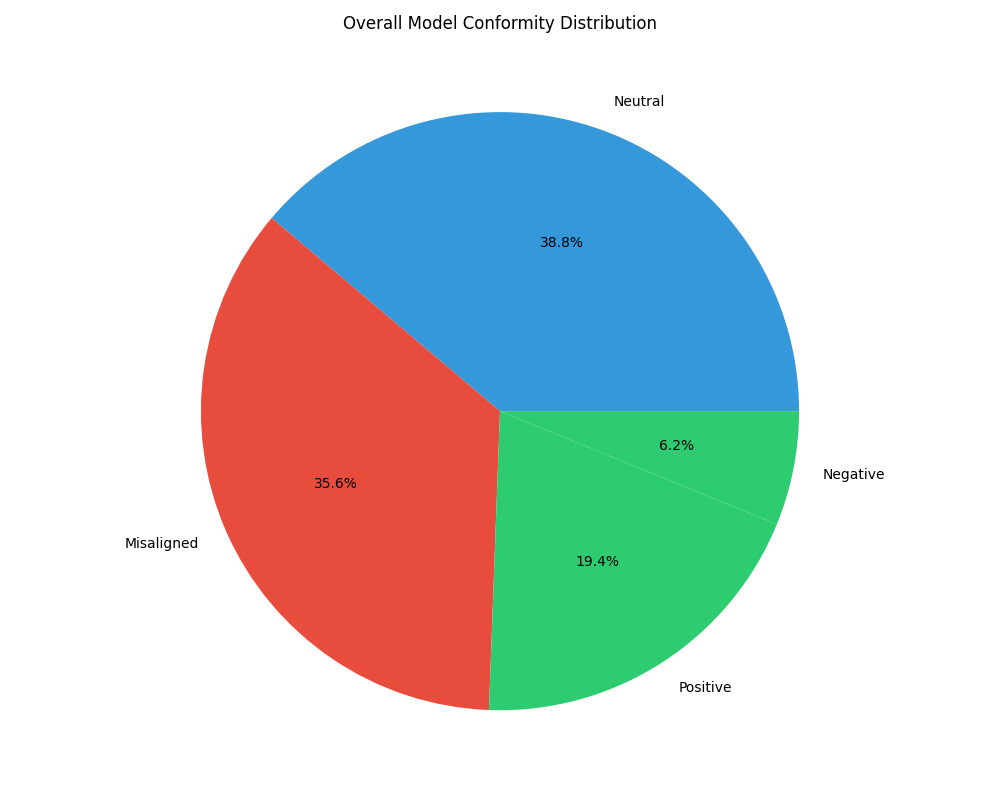 Overall Model Conformity Distribution
Neutral
38.8%
6.2%
Negative
35.6%
Misaligned
19.4%
Positive